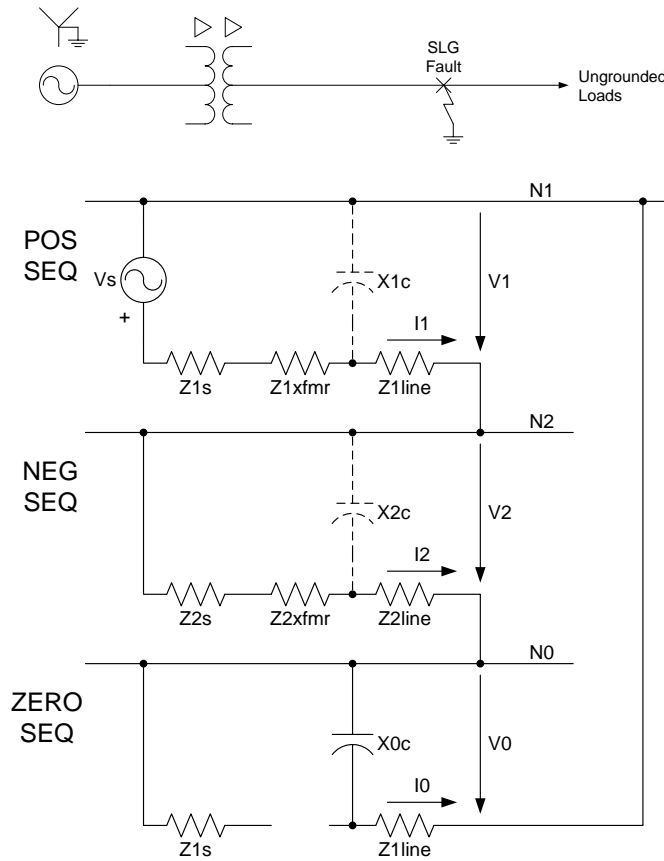 SLG
Fault
Ungrounded
Loads
N1
POS
SEQ
Vs
+
X1c
V1
I1
Z1s
Z1xfmr
Z1line
N2
NEG
SEQ
X2c
V2
I2
Z2s
Z2xfmr
Z2line
N0
ZERO
SEQ
X0c
V0
I0
Z1s
Z1line